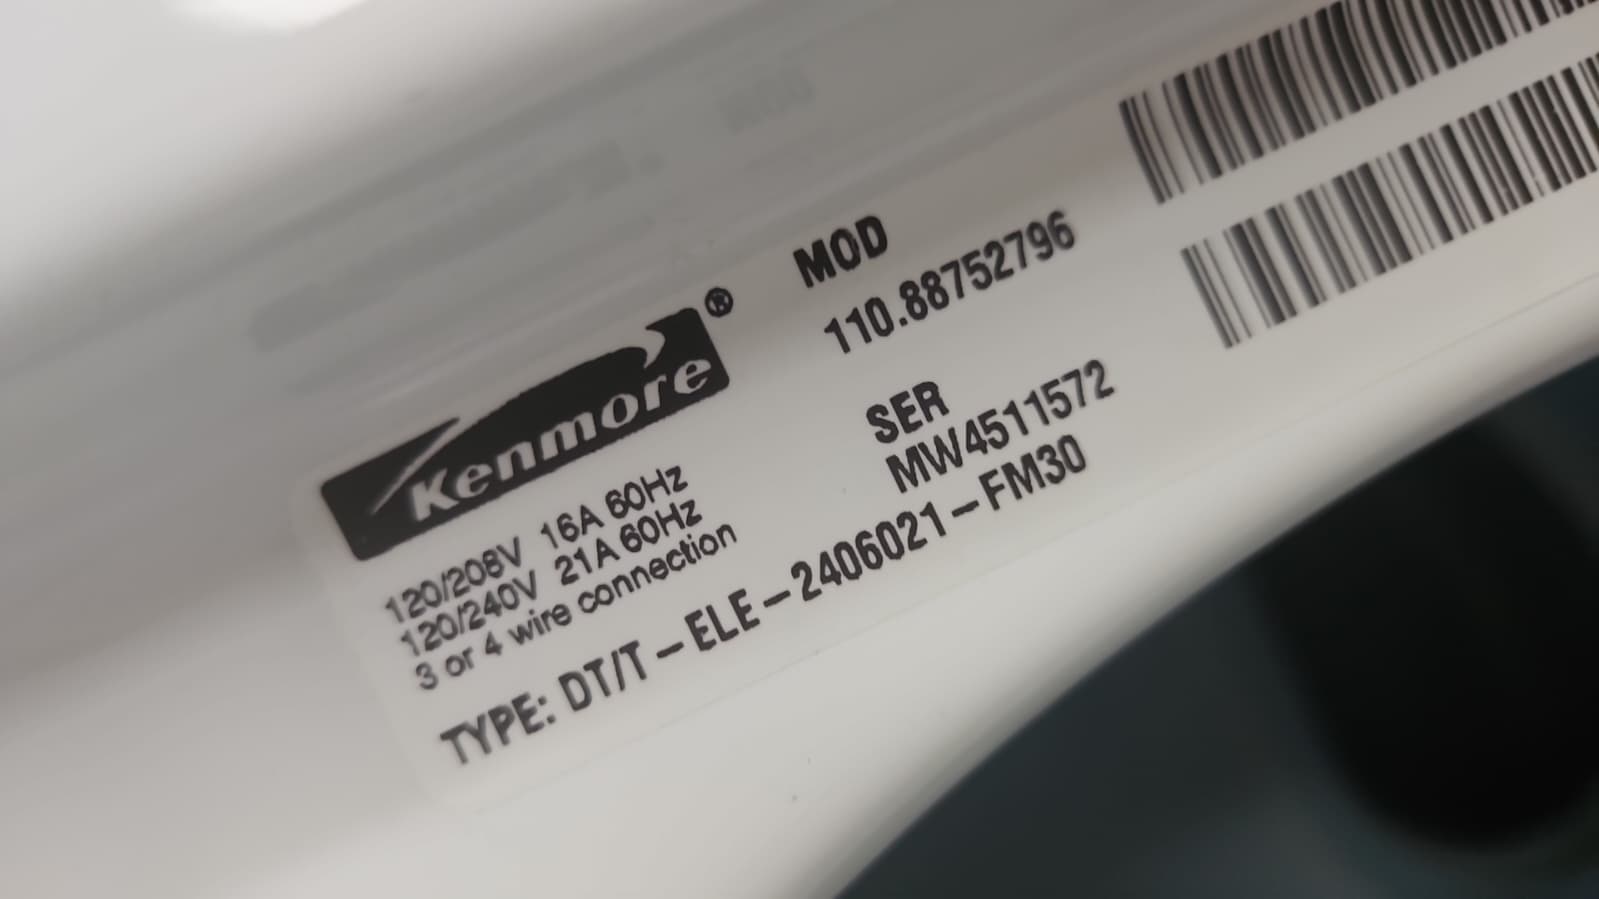 Kenmore®
120/208V 16A 60Hz
120/240V 21A 60Hz
3 or 4 wire connection
MOD
110.88752796
SER
MW4511572
TYPE: DT/T-ELE-2406021-FM30